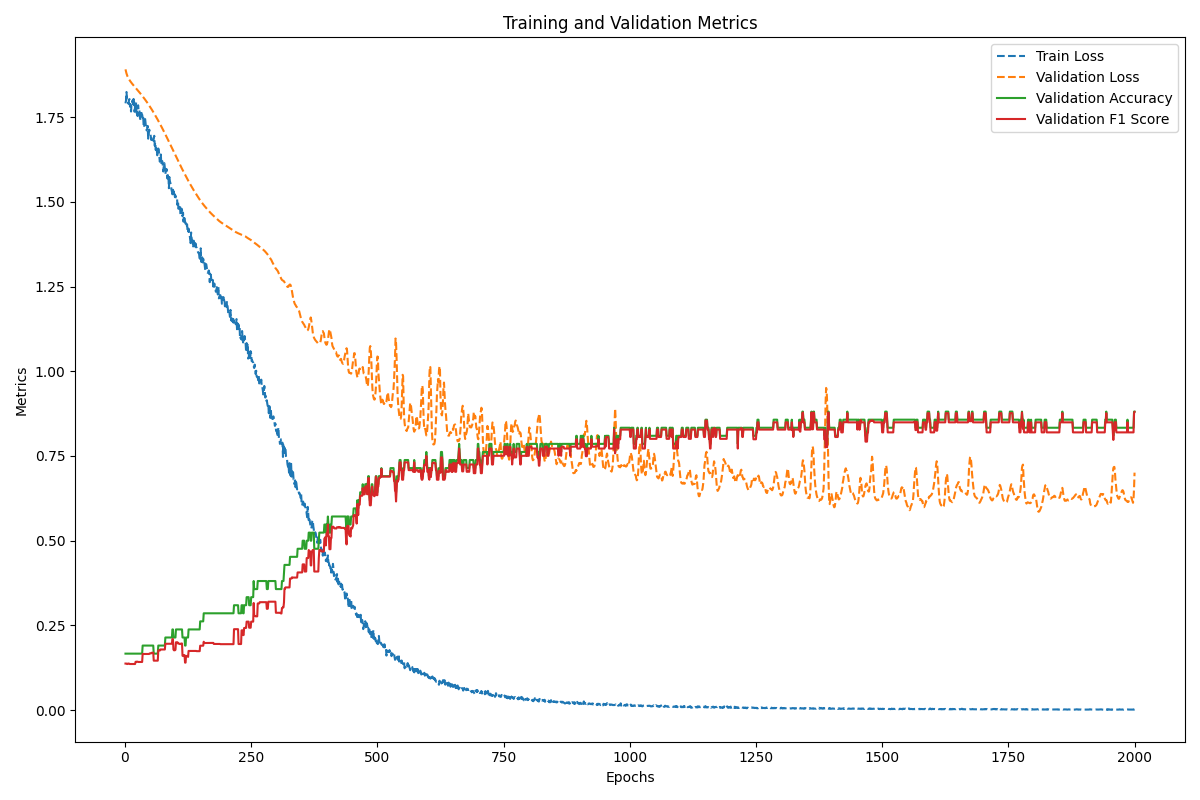 Training and Validation Metrics
Train Loss
Validation Loss
Validation Accuracy
Validation F1 Score
Metrics
1.75
1.50
1.25
1.00
0.75
0.50
0.25
0.00
0 250 500 750 1000 1250 1500 1750 2000
Epochs